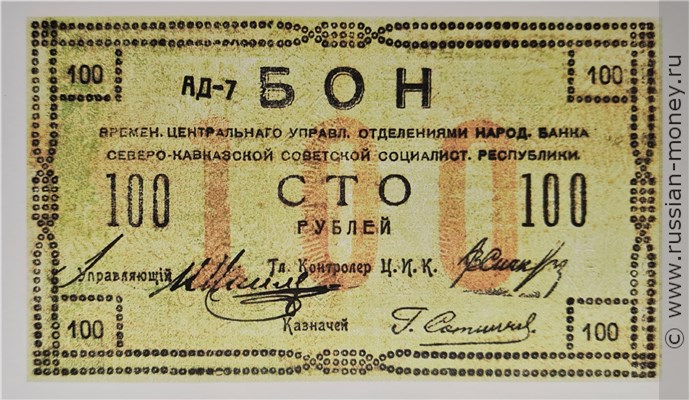 100 100
АД-7 БОН
ВРЕМЕН. ЦЕНТРАЛЬНАГО УПРАВЛ. ОТДЕЛЕНИЯМИ НАРОД. БАНКА
СЕВЕРО-КАВКАЗСКОЙ СОВЕТСКОЙ СОЦИАЛИСТ. РЕСПУБЛИКИ.
100 СТО 100
РУБЛЕЙ
100
Управляющій Гл. Контролер Ц.И.К.
Казначей
100 100
© www.russian-money.ru